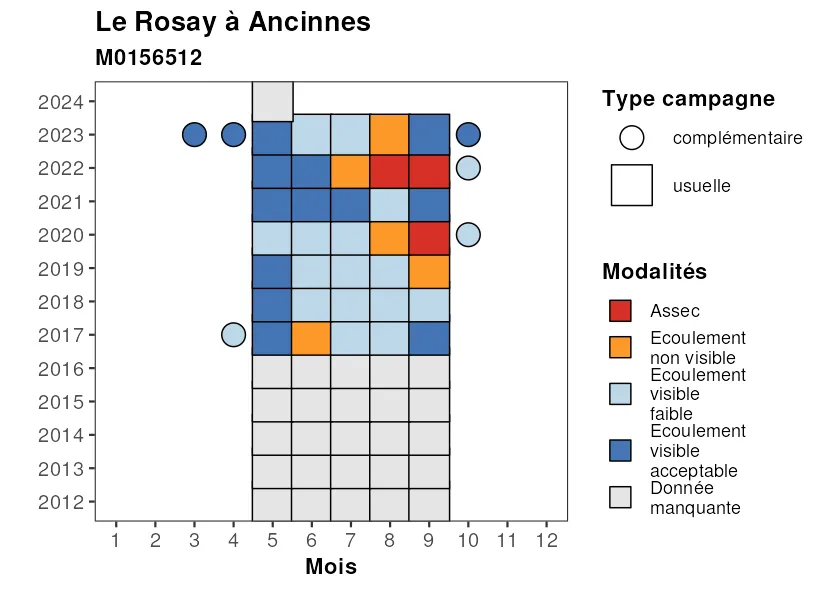 Le Rosay à Ancinnes
M0156512
2024
2023
2022
2021
2020
2019
2018
2017
2016
2015
2014
2013
2012
1 2 3 4 5 6 7 8 9 10 11 12
Mois
Type campagne
complémentaire
usuelle
Modalités
Assec
Ecoulement
non visible
Ecoulement
visible
faible
Ecoulement
visible
acceptable
Donnée
manquante